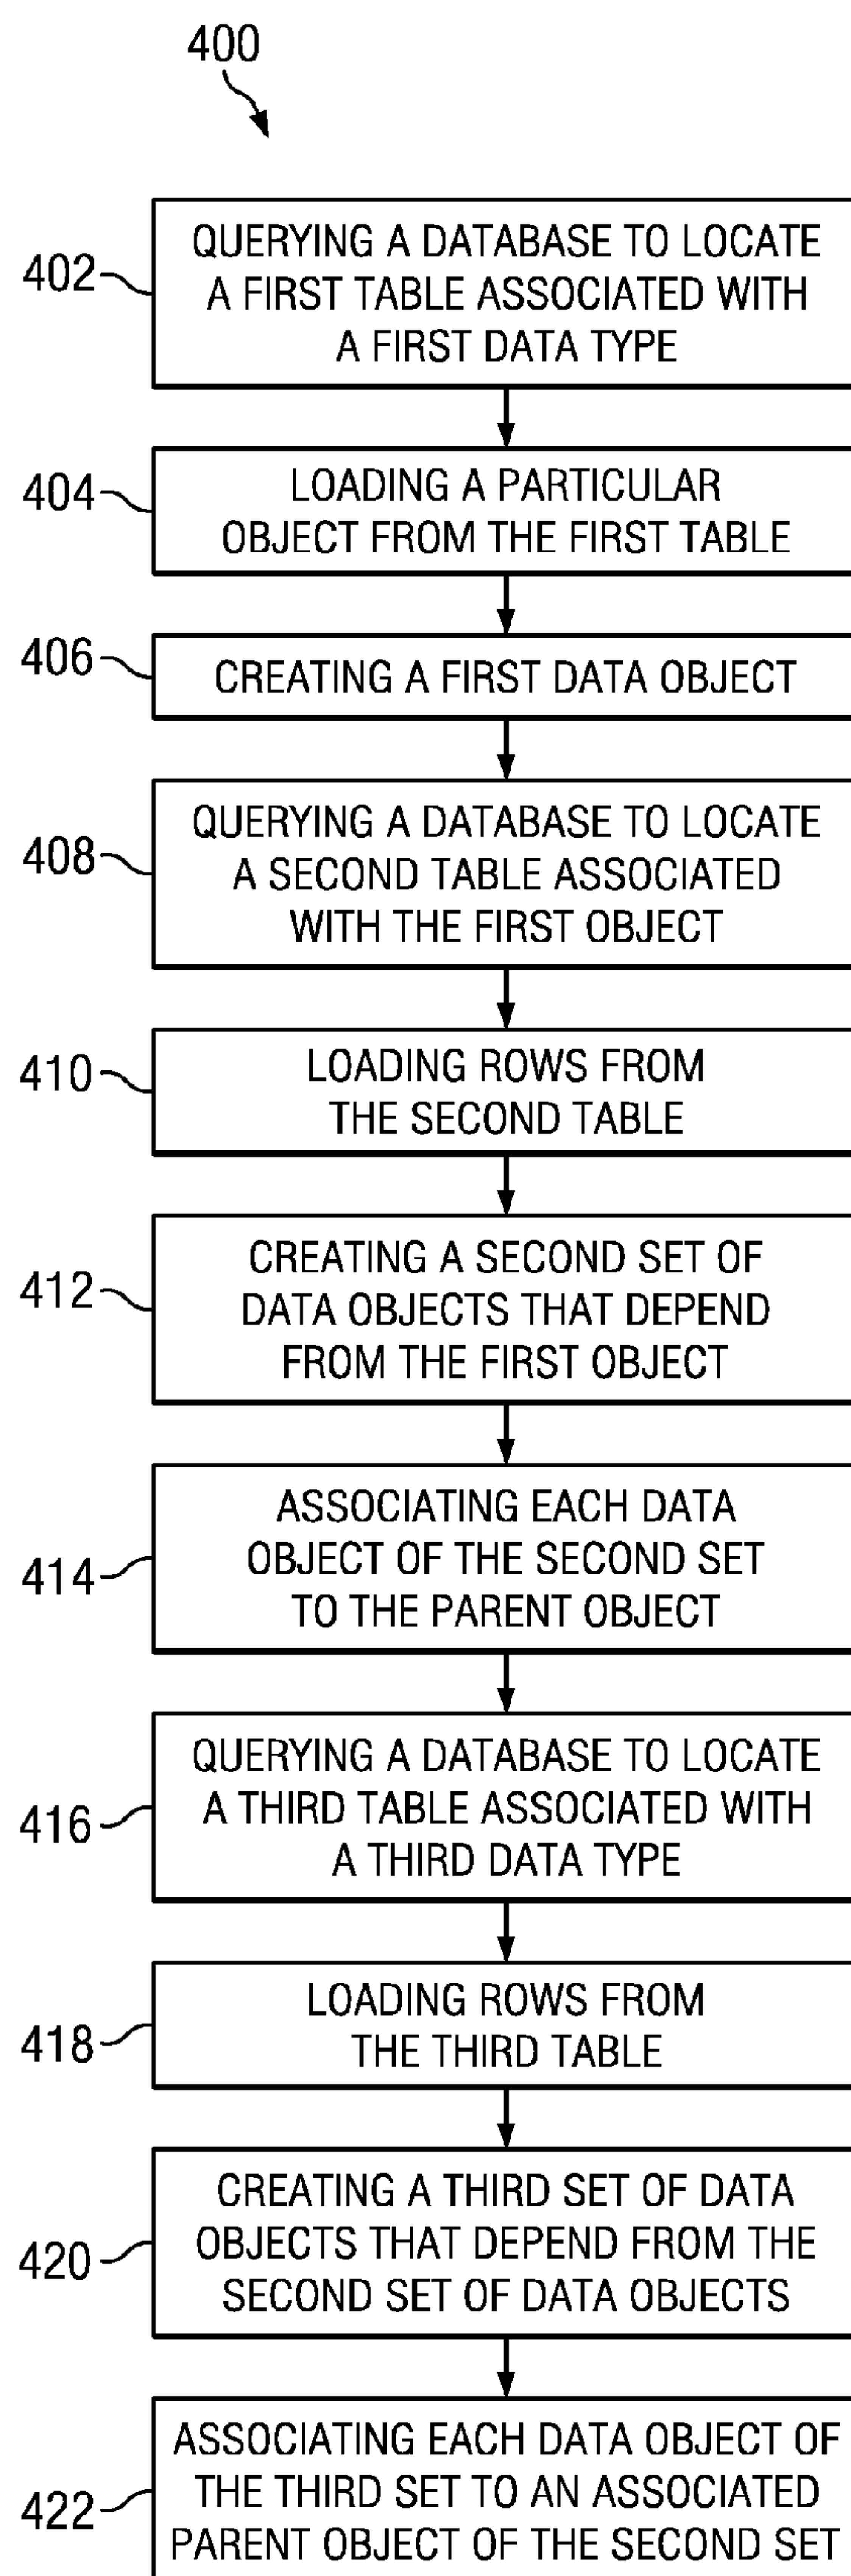 400
402
QUERYING A DATABASE TO LOCATE
A FIRST TABLE ASSOCIATED WITH
A FIRST DATA TYPE
404
LOADING A PARTICULAR
OBJECT FROM THE FIRST TABLE
406
CREATING A FIRST DATA OBJECT
408
QUERYING A DATABASE TO LOCATE
A SECOND TABLE ASSOCIATED
WITH THE FIRST OBJECT
410
LOADING ROWS FROM
THE SECOND TABLE
412
CREATING A SECOND SET OF
DATA OBJECTS THAT DEPEND
FROM THE FIRST OBJECT
414
ASSOCIATING EACH DATA
OBJECT OF THE SECOND SET
TO THE PARENT OBJECT
416
QUERYING A DATABASE TO LOCATE
A THIRD TABLE ASSOCIATED WITH
A THIRD DATA TYPE
418
LOADING ROWS FROM
THE THIRD TABLE
420
CREATING A THIRD SET OF DATA
OBJECTS THAT DEPEND FROM THE
SECOND SET OF DATA OBJECTS
422
ASSOCIATING EACH DATA OBJECT OF
THE THIRD SET TO AN ASSOCIATED
PARENT OBJECT OF THE SECOND SET